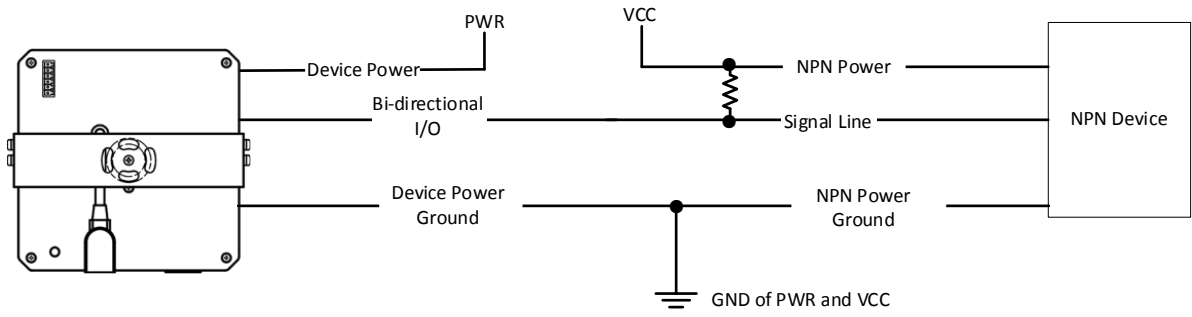 PWR
VCC
Device Power
NPN Power
Bi-directional
I/O
Signal Line
NPN Device
Device Power
Ground
NPN Power
Ground
GND of PWR and VCC